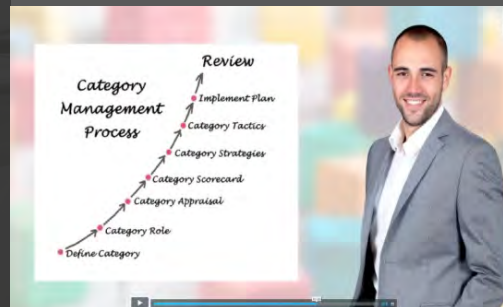 Category
Management
Process
Review
Implement Plan
Category Tactics
Category Strategies
Category Scorecard
Category Appraisal
Category Role
Define Category